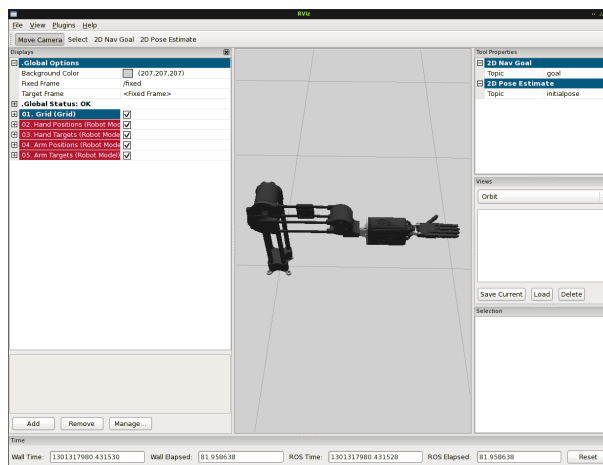 RViz
File View Plugins Help
Move Camera Select 2D Nav Goal 2D Pose Estimate
Displays
.Global Options
Background Color (207,207,207)
Fixed Frame /fixed
Target Frame <Fixed Frame>
.Global Status: OK
01. Grid (Grid)
02. Hand Positions (Robot Mod
03. Hand Targets (Robot Mode
04. Arm Positions (Robot Mode
05. Arm Targets (Robot Model)
Add Remove Manage...
Tool Properties
2D Nav Goal
Topic goal
2D Pose Estimate
Topic initialpose
Views
Orbit
Save Current Load Delete
Selection
Time
Wall Time: 1301317980.431530 Wall Elapsed: 81.958638 ROS Time: 1301317980.431528 ROS Elapsed: 81.958638 Reset